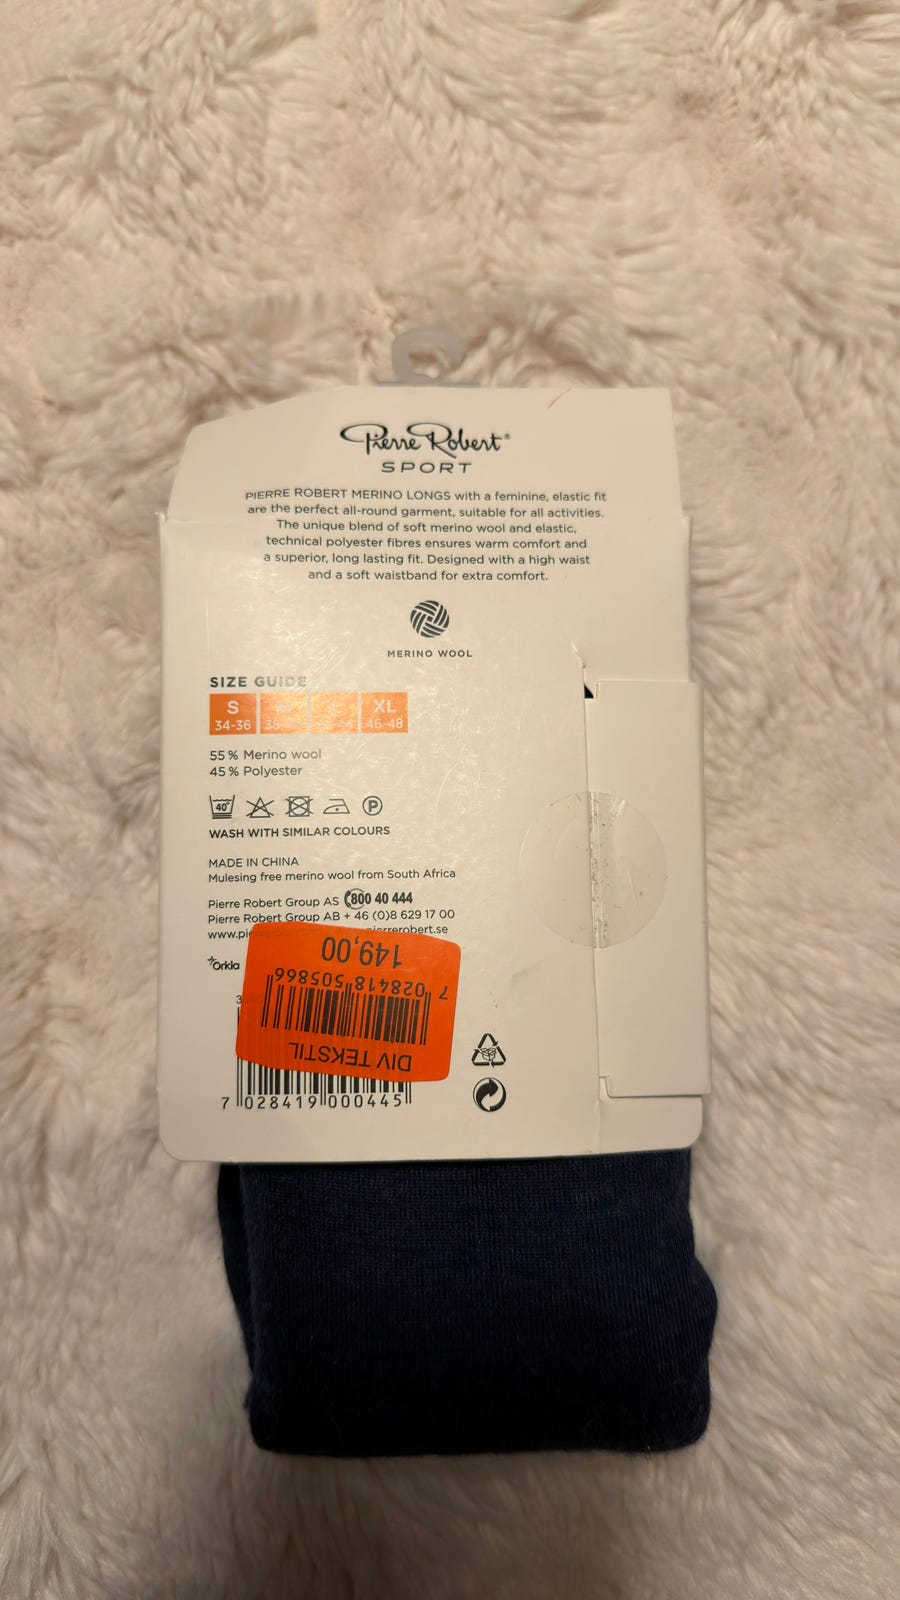 Pierre Robert®
SPORT
PIERRE ROBERT MERINO LONGS with a feminine, elastic fit
are the perfect all-round garment, suitable for all activities.
The unique blend of soft merino wool and elastic,
technical polyester fibres ensures warm comfort and
a superior, long lasting fit. Designed with a high waist
and a soft waistband for extra comfort.
MERINO WOOL
SIZE GUIDE
S XL
34-36 46-48
55% Merino wool
45% Polyester
40° P
WASH WITH SIMILAR COLOURS
MADE IN CHINA
Mulesing free merino wool from South Africa
Pierre Robert Group AS 800 40 444
Pierre Robert Group AB + 46 (0)8 629 17 00
Orkla
DIV TEKSTIL
7 028418 505866
149,00
7 028419 000445